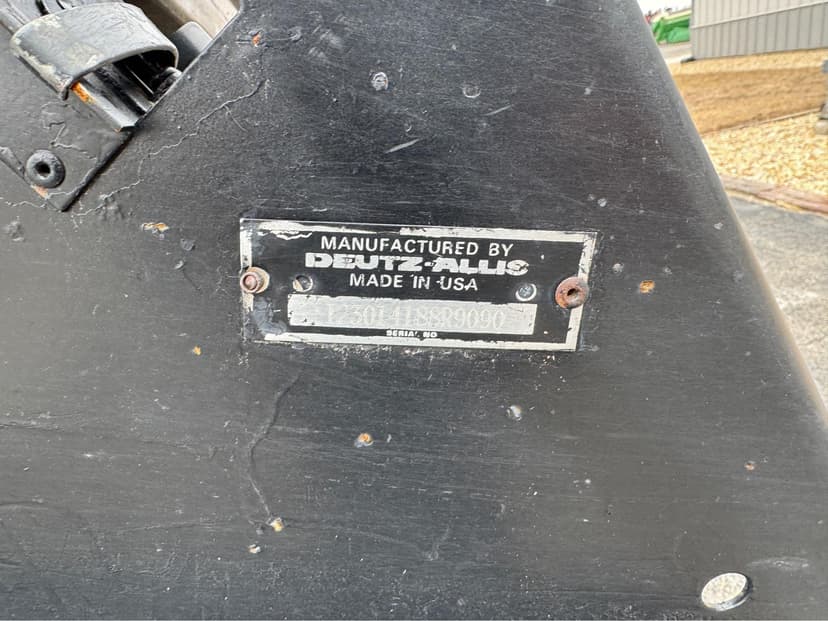 MANUFACTURED BY
DEUTZ-ALLIS
MADE IN USA
SERIAL NO